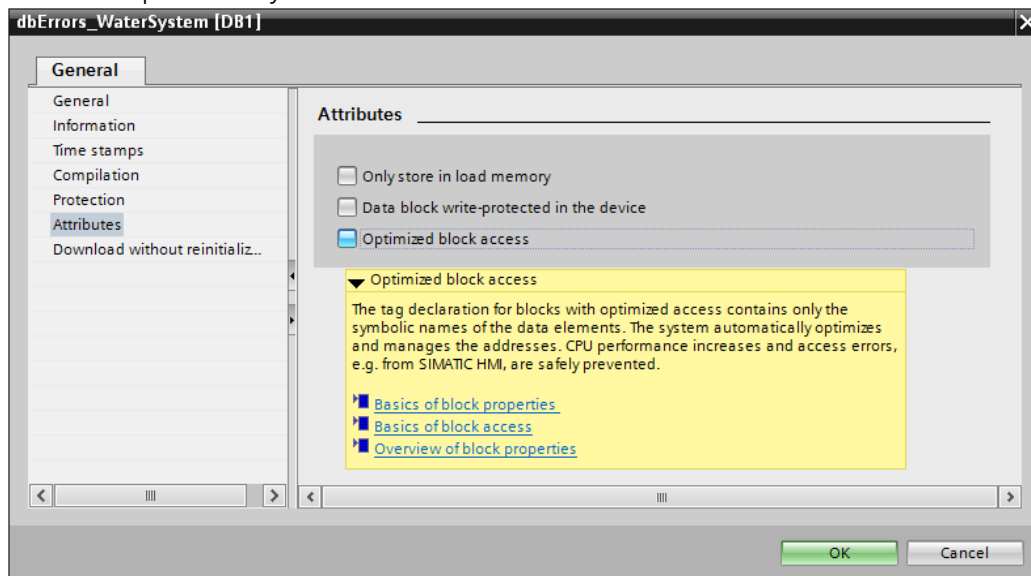 dbErrors_WaterSystem [DB1]
General
General
Information
Time stamps
Compilation
Protection
Attributes
Download without reinitializ...
Attributes
Only store in load memory
Data block write-protected in the device
Optimized block access
Optimized block access
The tag declaration for blocks with optimized access contains only the
symbolic names of the data elements. The system automatically optimizes
and manages the addresses. CPU performance increases and access errors,
e.g. from SIMATIC HMI, are safely prevented.
Basics of block properties
Basics of block access
Overview of block properties
OK
Cancel